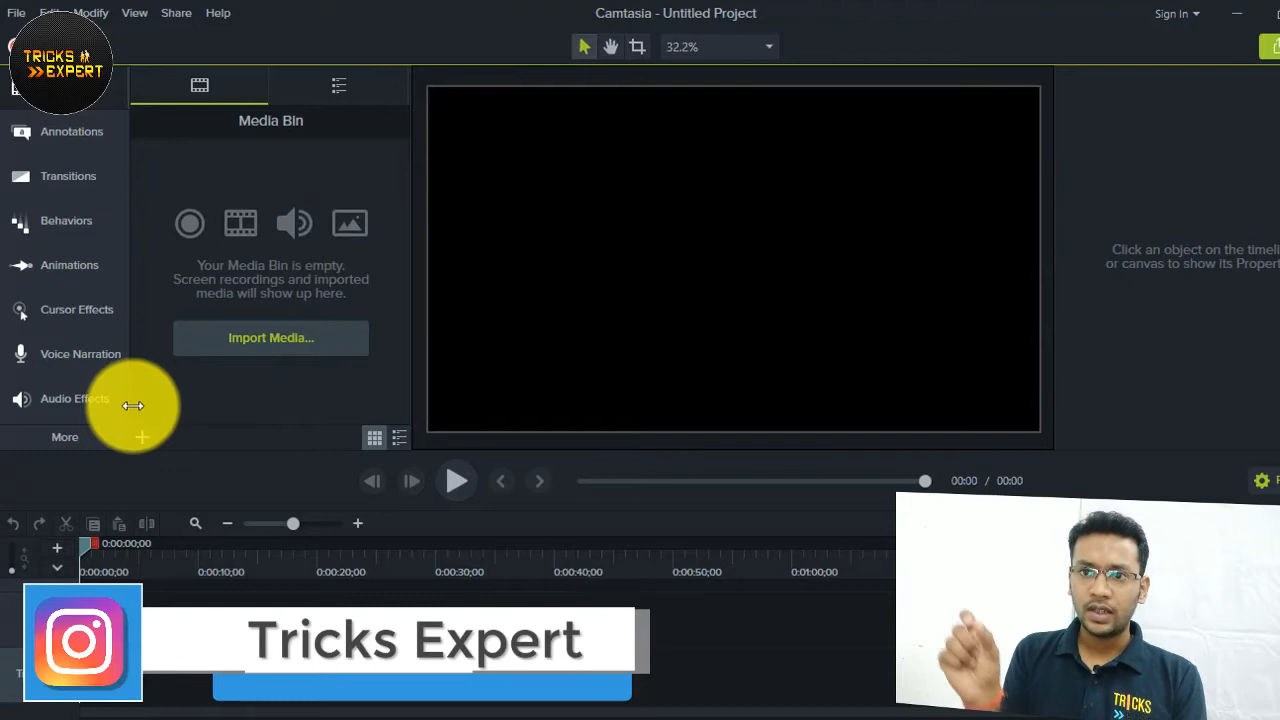 File Edit Modify View Share Help
Camtasia - Untitled Project
Sign In
TRICKS
EXPERT
32.2%
Media Bin
Annotations
Transitions
Behaviors
Animations
Cursor Effects
Voice Narration
Audio Effects
More
Your Media Bin is empty.
Screen recordings and imported
media will show up here.
Import Media...
Click an object on the timeli
or canvas to show its Propert
00:00 / 00:00
0:00:00;00
0:00:00;00 0:00:10;00 0:00:20;00 0:00:30;00 0:00:40;00 0:00:50;00 0:01:00;00
Tricks Expert
TRICKS